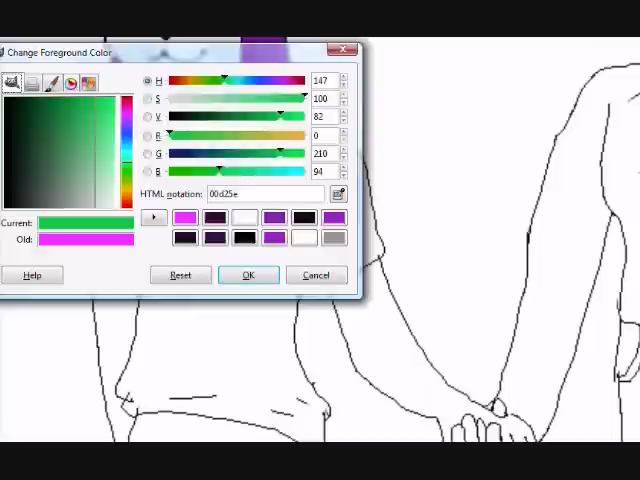 Change Foreground Color
H 147
S 100
V 82
R 0
G 210
B 94
HTML notation: 00d25e
Current:
Old:
Help Reset OK Cancel